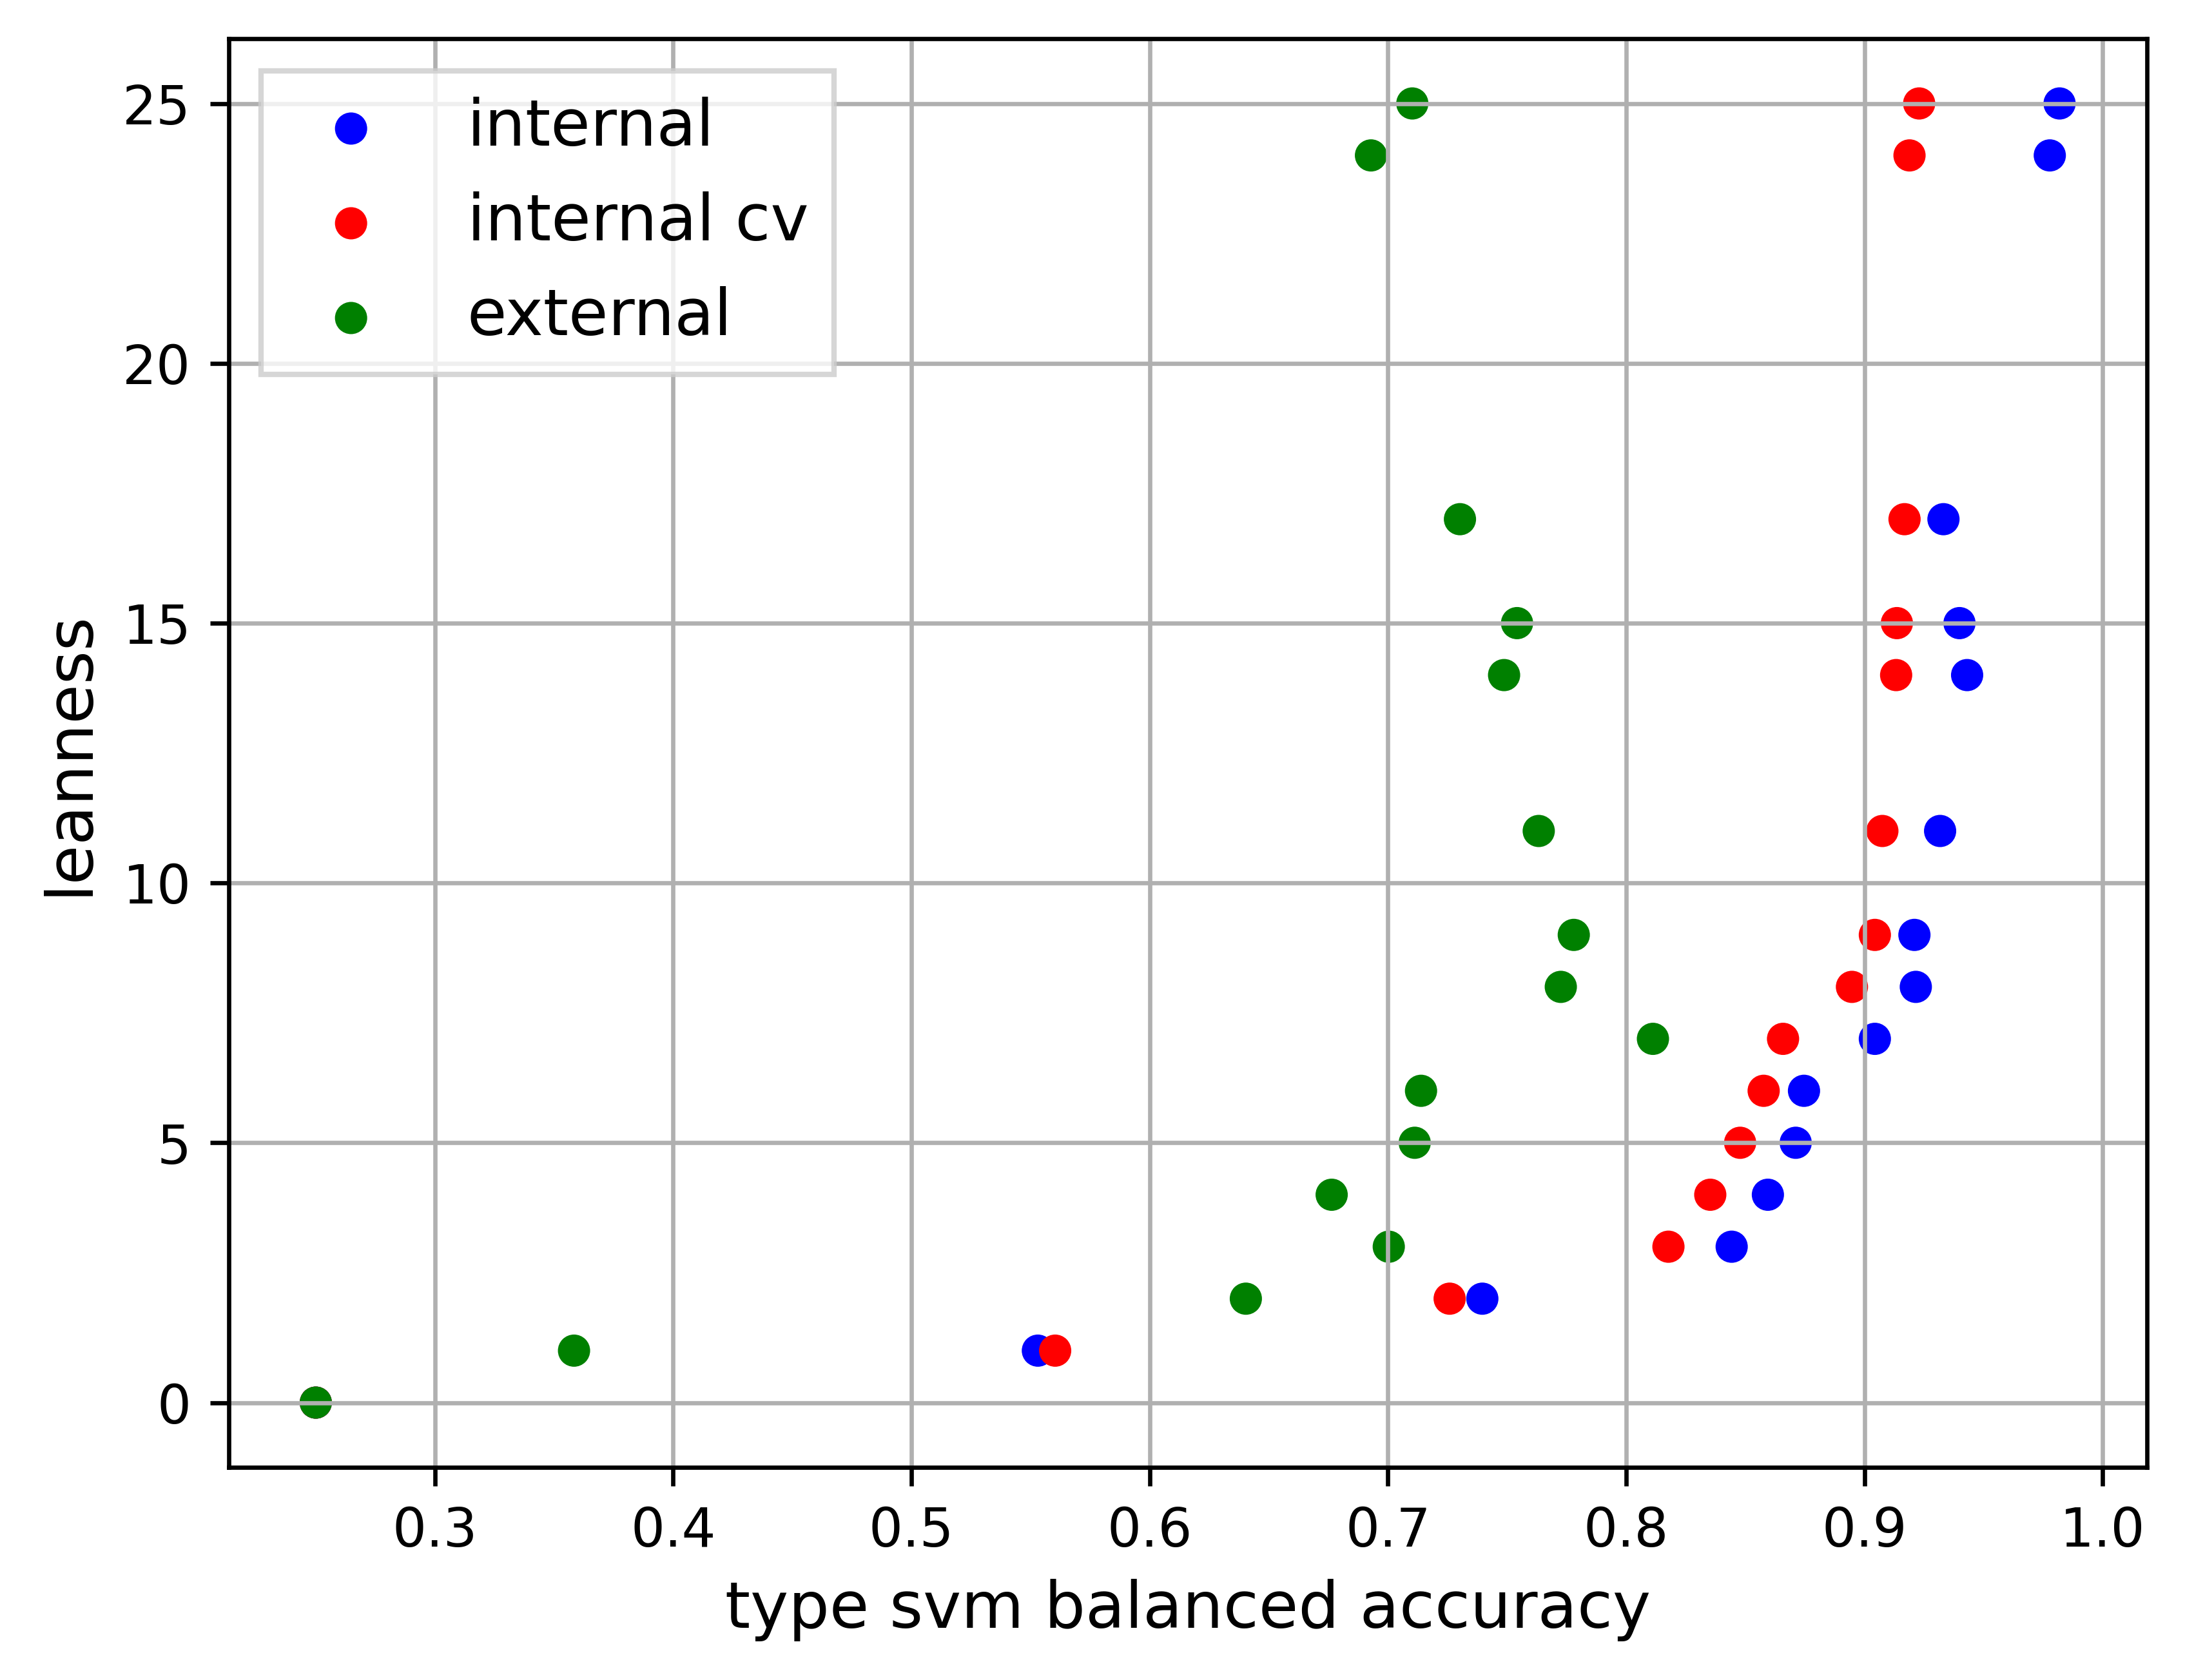 internal
internal cv
external
25
20
15
10
5
0
leanness
0.3 0.4 0.5 0.6 0.7 0.8 0.9 1.0
type svm balanced accuracy